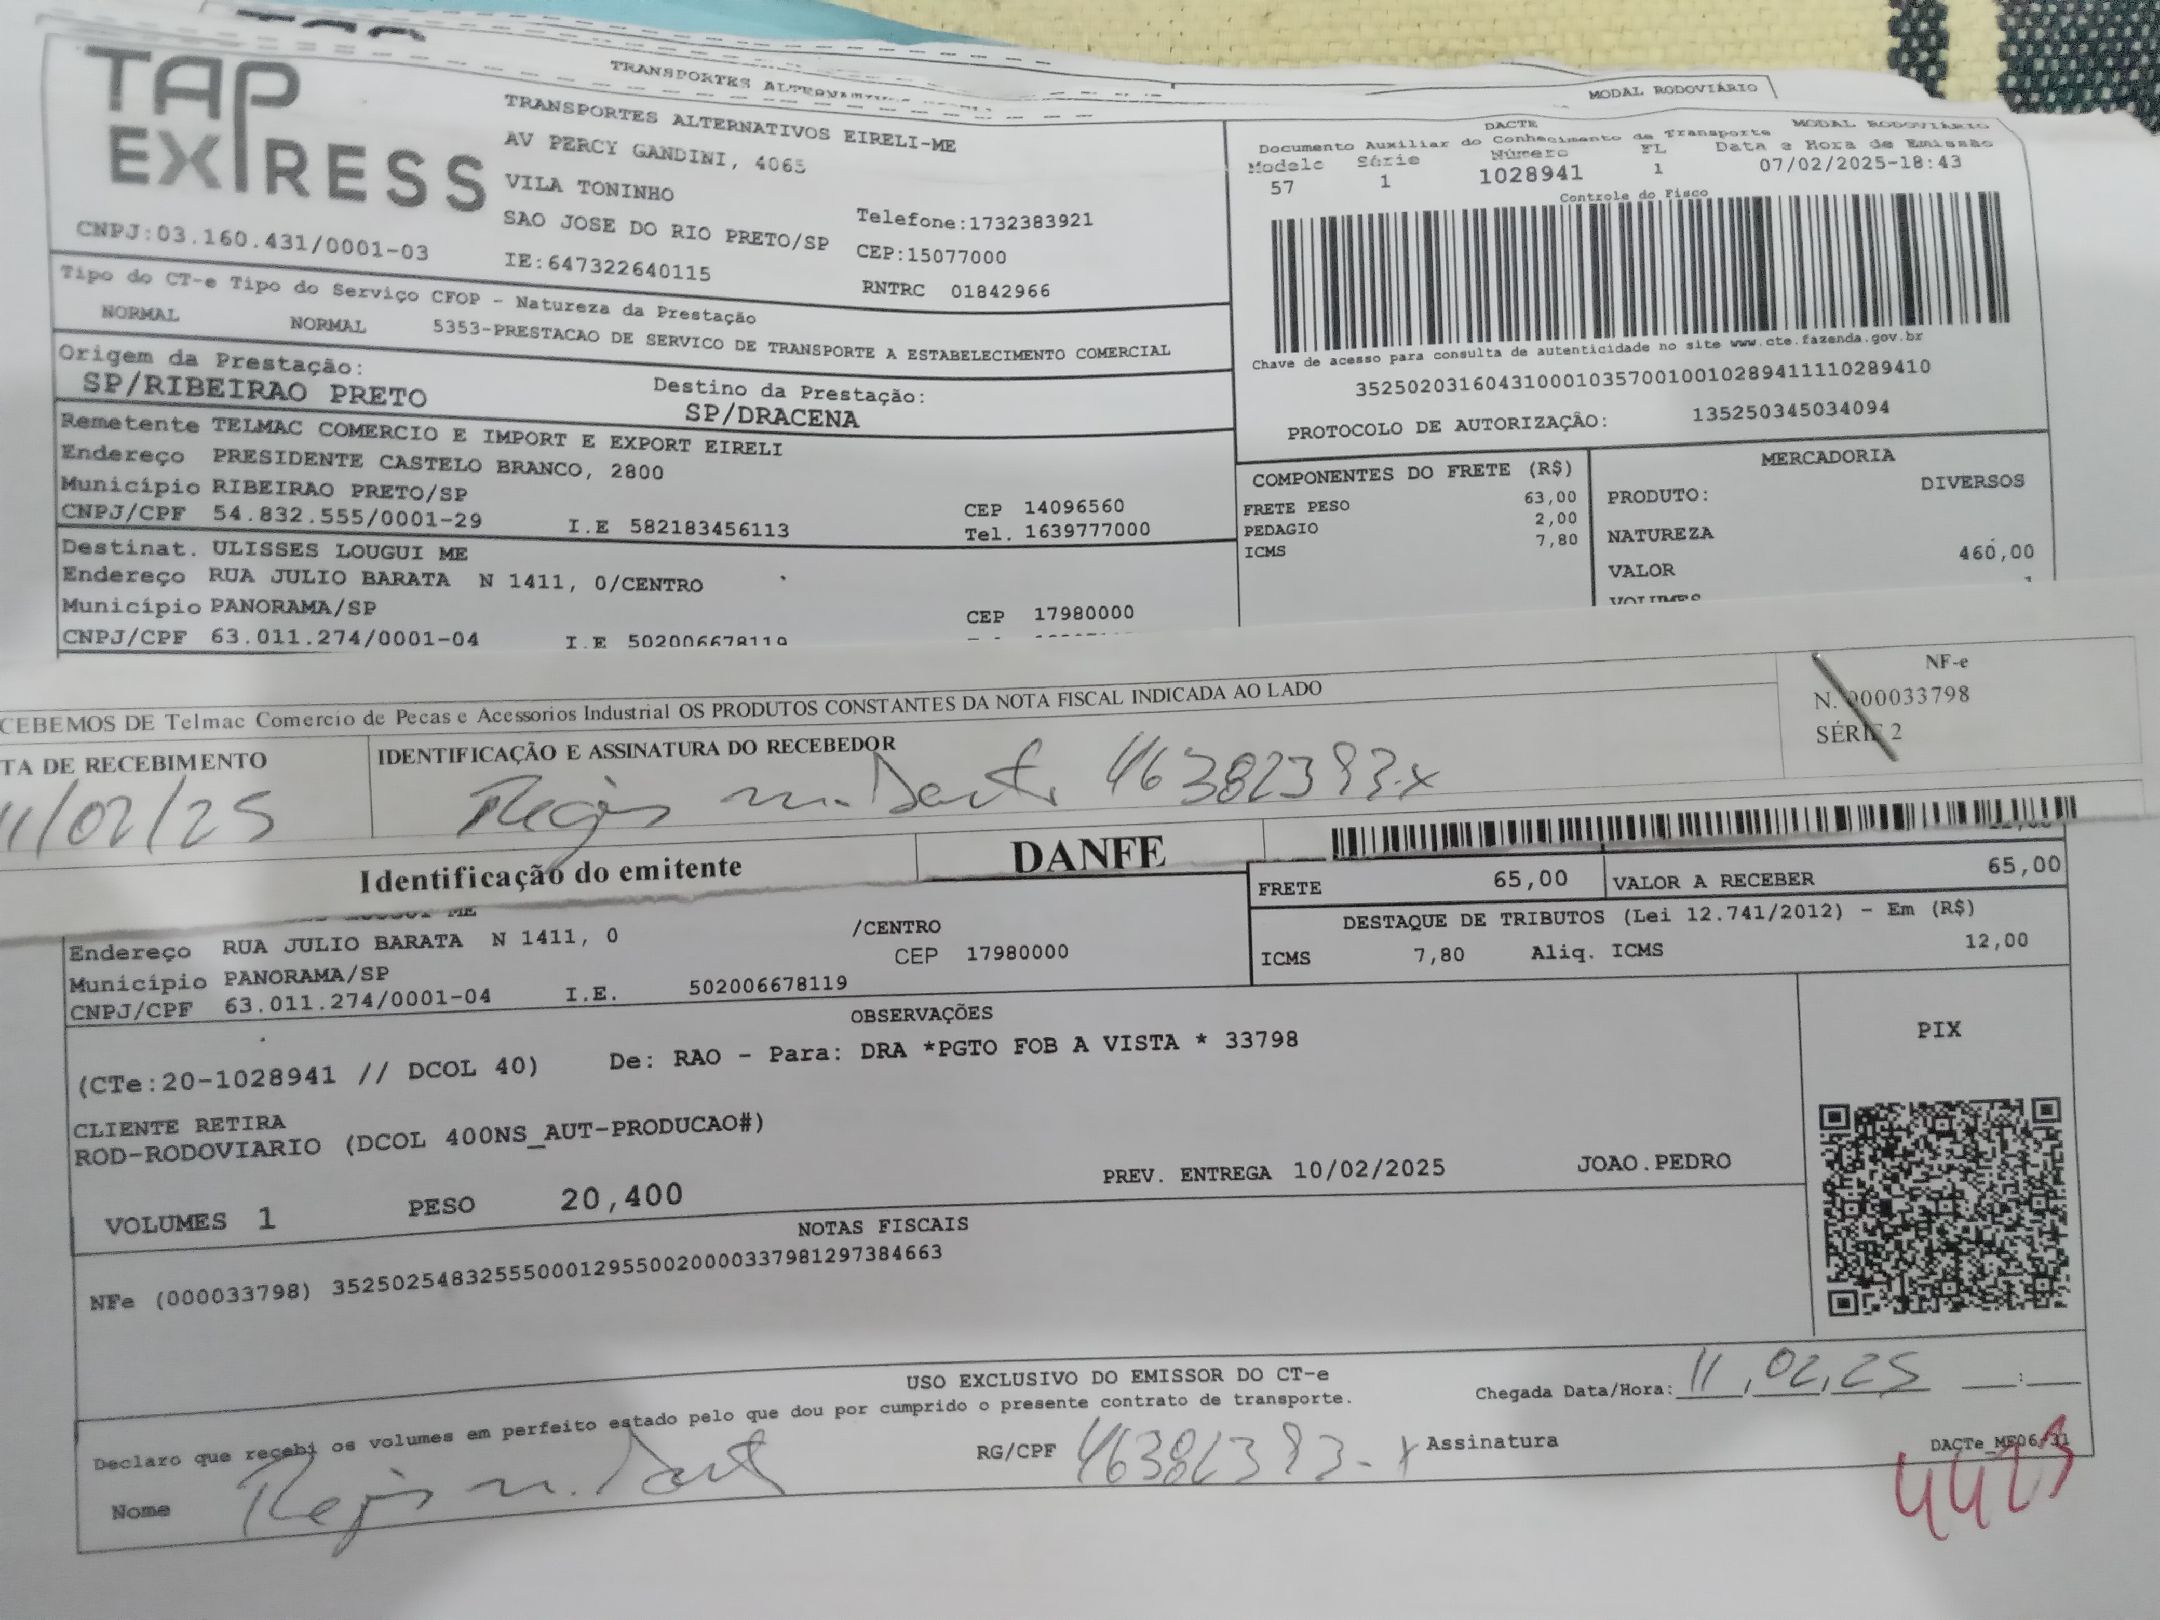 TRANSPORTES
MODAL RODOVIÁRIO
TAP
EXPRESS
CNPJ:03.160.431/0001-03
TRANSPORTES ALTERNATIVOS EIRELI-ME
AV PERCY GANDINI, 4065
VILA TONINHO
SAO JOSE DO RIO PRETO/SP
IE:647322640115
Telefone:1732383921
CEP:15077000
RNTRC 01842966
DACTE MODAL RODOVIÁRIO
Documento Auxiliar do Conhecimento de Transporte
Modelo Série Número FL Data e Hora de Emissão
57 1 1028941 1 07/02/2025-18:43
Controle do Fisco
Chave de acesso para consulta de autenticidade no site www.cte.fazenda.gov.br
35250203160431000103570010010289411110289410
PROTOCOLO DE AUTORIZAÇÃO: 135250345034094
Tipo do CT-e Tipo do Serviço CFOP - Natureza da Prestação
NORMAL NORMAL 5353-PRESTACAO DE SERVICO DE TRANSPORTE A ESTABELECIMENTO COMERCIAL
Origem da Prestação: Destino da Prestação:
SP/RIBEIRAO PRETO SP/DRACENA
Remetente TELMAC COMERCIO E IMPORT E EXPORT EIRELI
Endereço PRESIDENTE CASTELO BRANCO, 2800
Município RIBEIRAO PRETO/SP CEP 14096560
CNPJ/CPF 54.832.555/0001-29 I.E 582183456113 Tel. 1639777000
Destinat. ULISSES LOUGUI ME
Endereço RUA JULIO BARATA N 1411, 0/CENTRO
Município PANORAMA/SP CEP 17980000
CNPJ/CPF 63.011.274/0001-04 I.E 502006678119
COMPONENTES DO FRETE (R$)
FRETE PESO 63,00
PEDAGIO 2,00
ICMS 7,80
MERCADORIA
PRODUTO: DIVERSOS
NATUREZA
VALOR 460,00
VOLUMES 1
CEBEMOS DE Telmac Comercio de Pecas e Acessorios Industrial OS PRODUTOS CONSTANTES DA NOTA FISCAL INDICADA AO LADO
NF-e
N. 000033798
SÉRIE 2
TA DE RECEBIMENTO IDENTIFICAÇÃO E ASSINATURA DO RECEBEDOR
11/02/25 Regis m. 46382393-x
Identificação do emitente DANFE
FRETE 65,00 VALOR A RECEBER 65,00
DESTAQUE DE TRIBUTOS (Lei 12.741/2012) - Em (R$)
ICMS 7,80 Aliq. ICMS 12,00
Endereço RUA JULIO BARATA N 1411, 0 /CENTRO
Município PANORAMA/SP CEP 17980000
CNPJ/CPF 63.011.274/0001-04 I.E. 502006678119
OBSERVAÇÕES
(CTe:20-1028941 // DCOL 40) De: RAO - Para: DRA *PGTO FOB A VISTA * 33798
CLIENTE RETIRA
ROD-RODOVIARIO (DCOL 400NS_AUT-PRODUCAO#)
PREV. ENTREGA 10/02/2025 JOAO.PEDRO
VOLUMES 1 PESO 20,400
PIX
NOTAS FISCAIS
NFe (000033798) 35250254832555000129550020000337981297384663
USO EXCLUSIVO DO EMISSOR DO CT-e
Declaro que recebi os volumes em perfeito estado pelo que dou por cumprido o presente contrato de transporte.
Chegada Data/Hora: 11,02,25 :
Nome Regis m. RG/CPF 46382393-x Assinatura